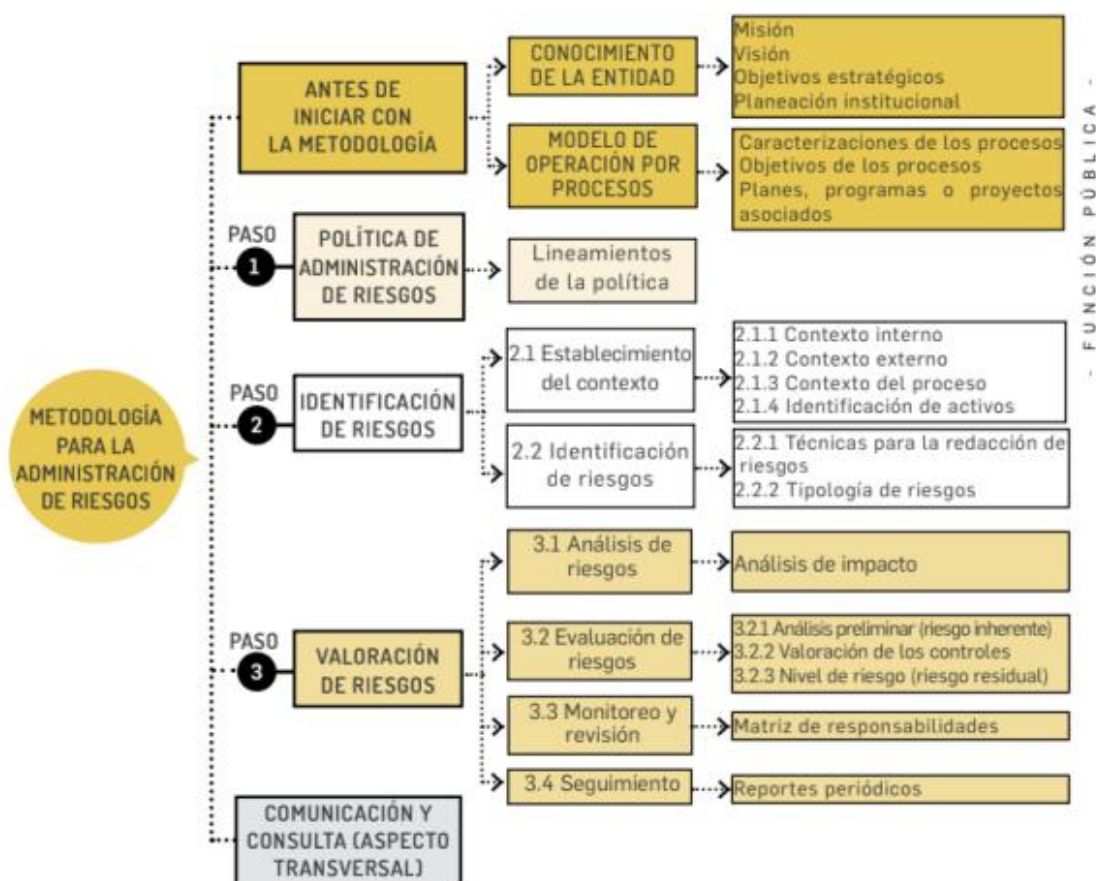 METODOLOGÍA
PARA LA
ADMINISTRACIÓN
DE RIESGOS
ANTES DE
INICIAR CON
LA METODOLOGÍA
CONOCIMIENTO
DE LA ENTIDAD
Misión
Visión
Objetivos estratégicos
Planeación institucional
MODELO DE
OPERACIÓN POR
PROCESOS
Caracterizaciones de los procesos
Objetivos de los procesos
Planes, programas o proyectos
asociados
PASO
1
POLÍTICA DE
ADMINISTRACIÓN
DE RIESGOS
Lineamientos
de la política
PASO
2
IDENTIFICACIÓN
DE RIESGOS
2.1 Establecimiento
del contexto
2.1.1 Contexto interno
2.1.2 Contexto externo
2.1.3 Contexto del proceso
2.1.4 Identificación de activos
2.2 Identificación
de riesgos
2.2.1 Técnicas para la redacción de
riesgos
2.2.2 Tipología de riesgos
PASO
3
VALORACIÓN
DE RIESGOS
3.1 Análisis de
riesgos
Análisis de impacto
3.2 Evaluación de
riesgos
3.2.1 Análisis preliminar (riesgo inherente)
3.2.2 Valoración de los controles
3.2.3 Nivel de riesgo (riesgo residual)
3.3 Monitoreo y
revisión
Matriz de responsabilidades
3.4 Seguimiento
Reportes periódicos
COMUNICACIÓN Y
CONSULTA (ASPECTO
TRANSVERSAL)
- FUNCIÓN PÚBLICA -